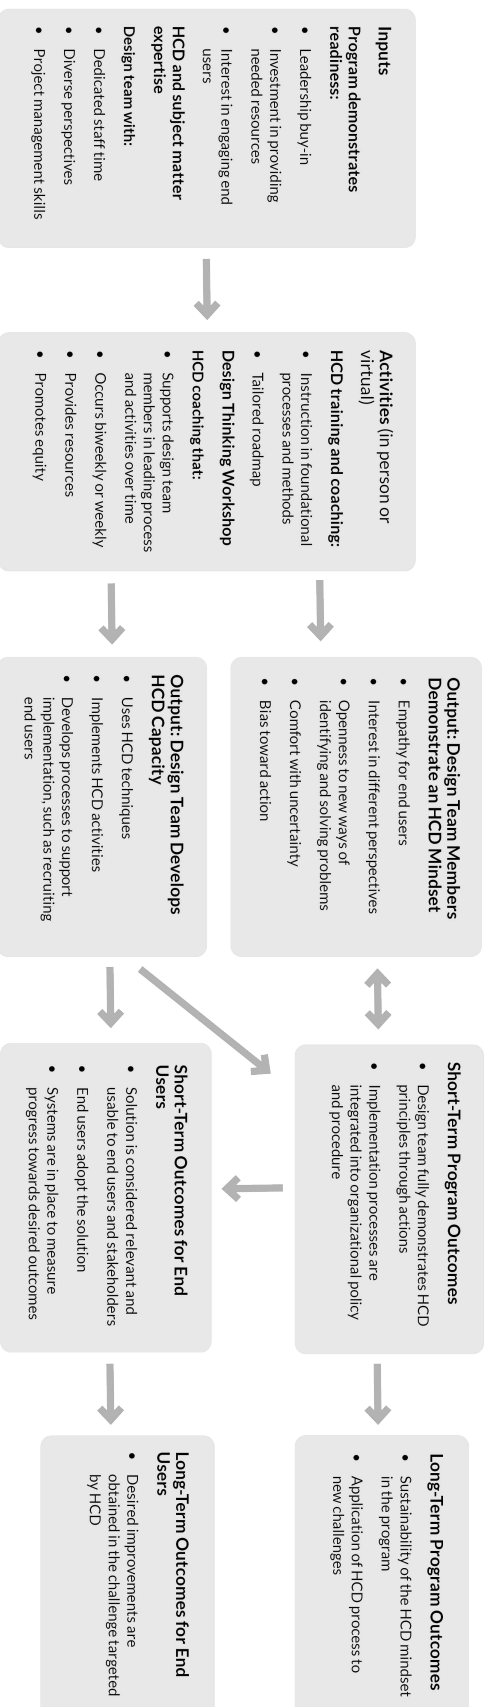 Inputs
Program demonstrates
readiness:
• Leadership buy-in
• Investment in providing
needed resources
• Interest in engaging end
users
HCD and subject matter
expertise
Design team with:
• Dedicated staff time
• Diverse perspectives
• Project management skills
Activities (in person or
virtual)
HCD training and coaching:
• Instruction in foundational
processes and methods
• Tailored roadmap
Design Thinking Workshop
HCD coaching that:
• Supports design team
members in leading process
and activities over time
• Occurs biweekly or weekly
• Provides resources
• Promotes equity
Output: Design Team Members
Demonstrate an HCD Mindset
• Empathy for end users
• Interest in different perspectives
• Openness to new ways of
identifying and solving problems
• Comfort with uncertainty
• Bias toward action
Output: Design Team Develops
HCD Capacity
• Uses HCD techniques
• Implements HCD activities
• Develops processes to support
implementation, such as recruiting
end users
Short-Term Program Outcomes
• Design team fully demonstrates HCD
principles through actions
• Implementation processes are
integrated into organizational policy
and procedure
Short-Term Outcomes for End
Users
• Solution is considered relevant and
usable to end users and stakeholders
• End users adopt the solution
• Systems are in place to measure
progress towards desired outcomes
Long-Term Program Outcomes
• Sustainability of the HCD mindset
in the program
• Application of HCD process to
new challenges
Long-Term Outcomes for End
Users
• Desired improvements are
obtained in the challenge targeted
by HCD